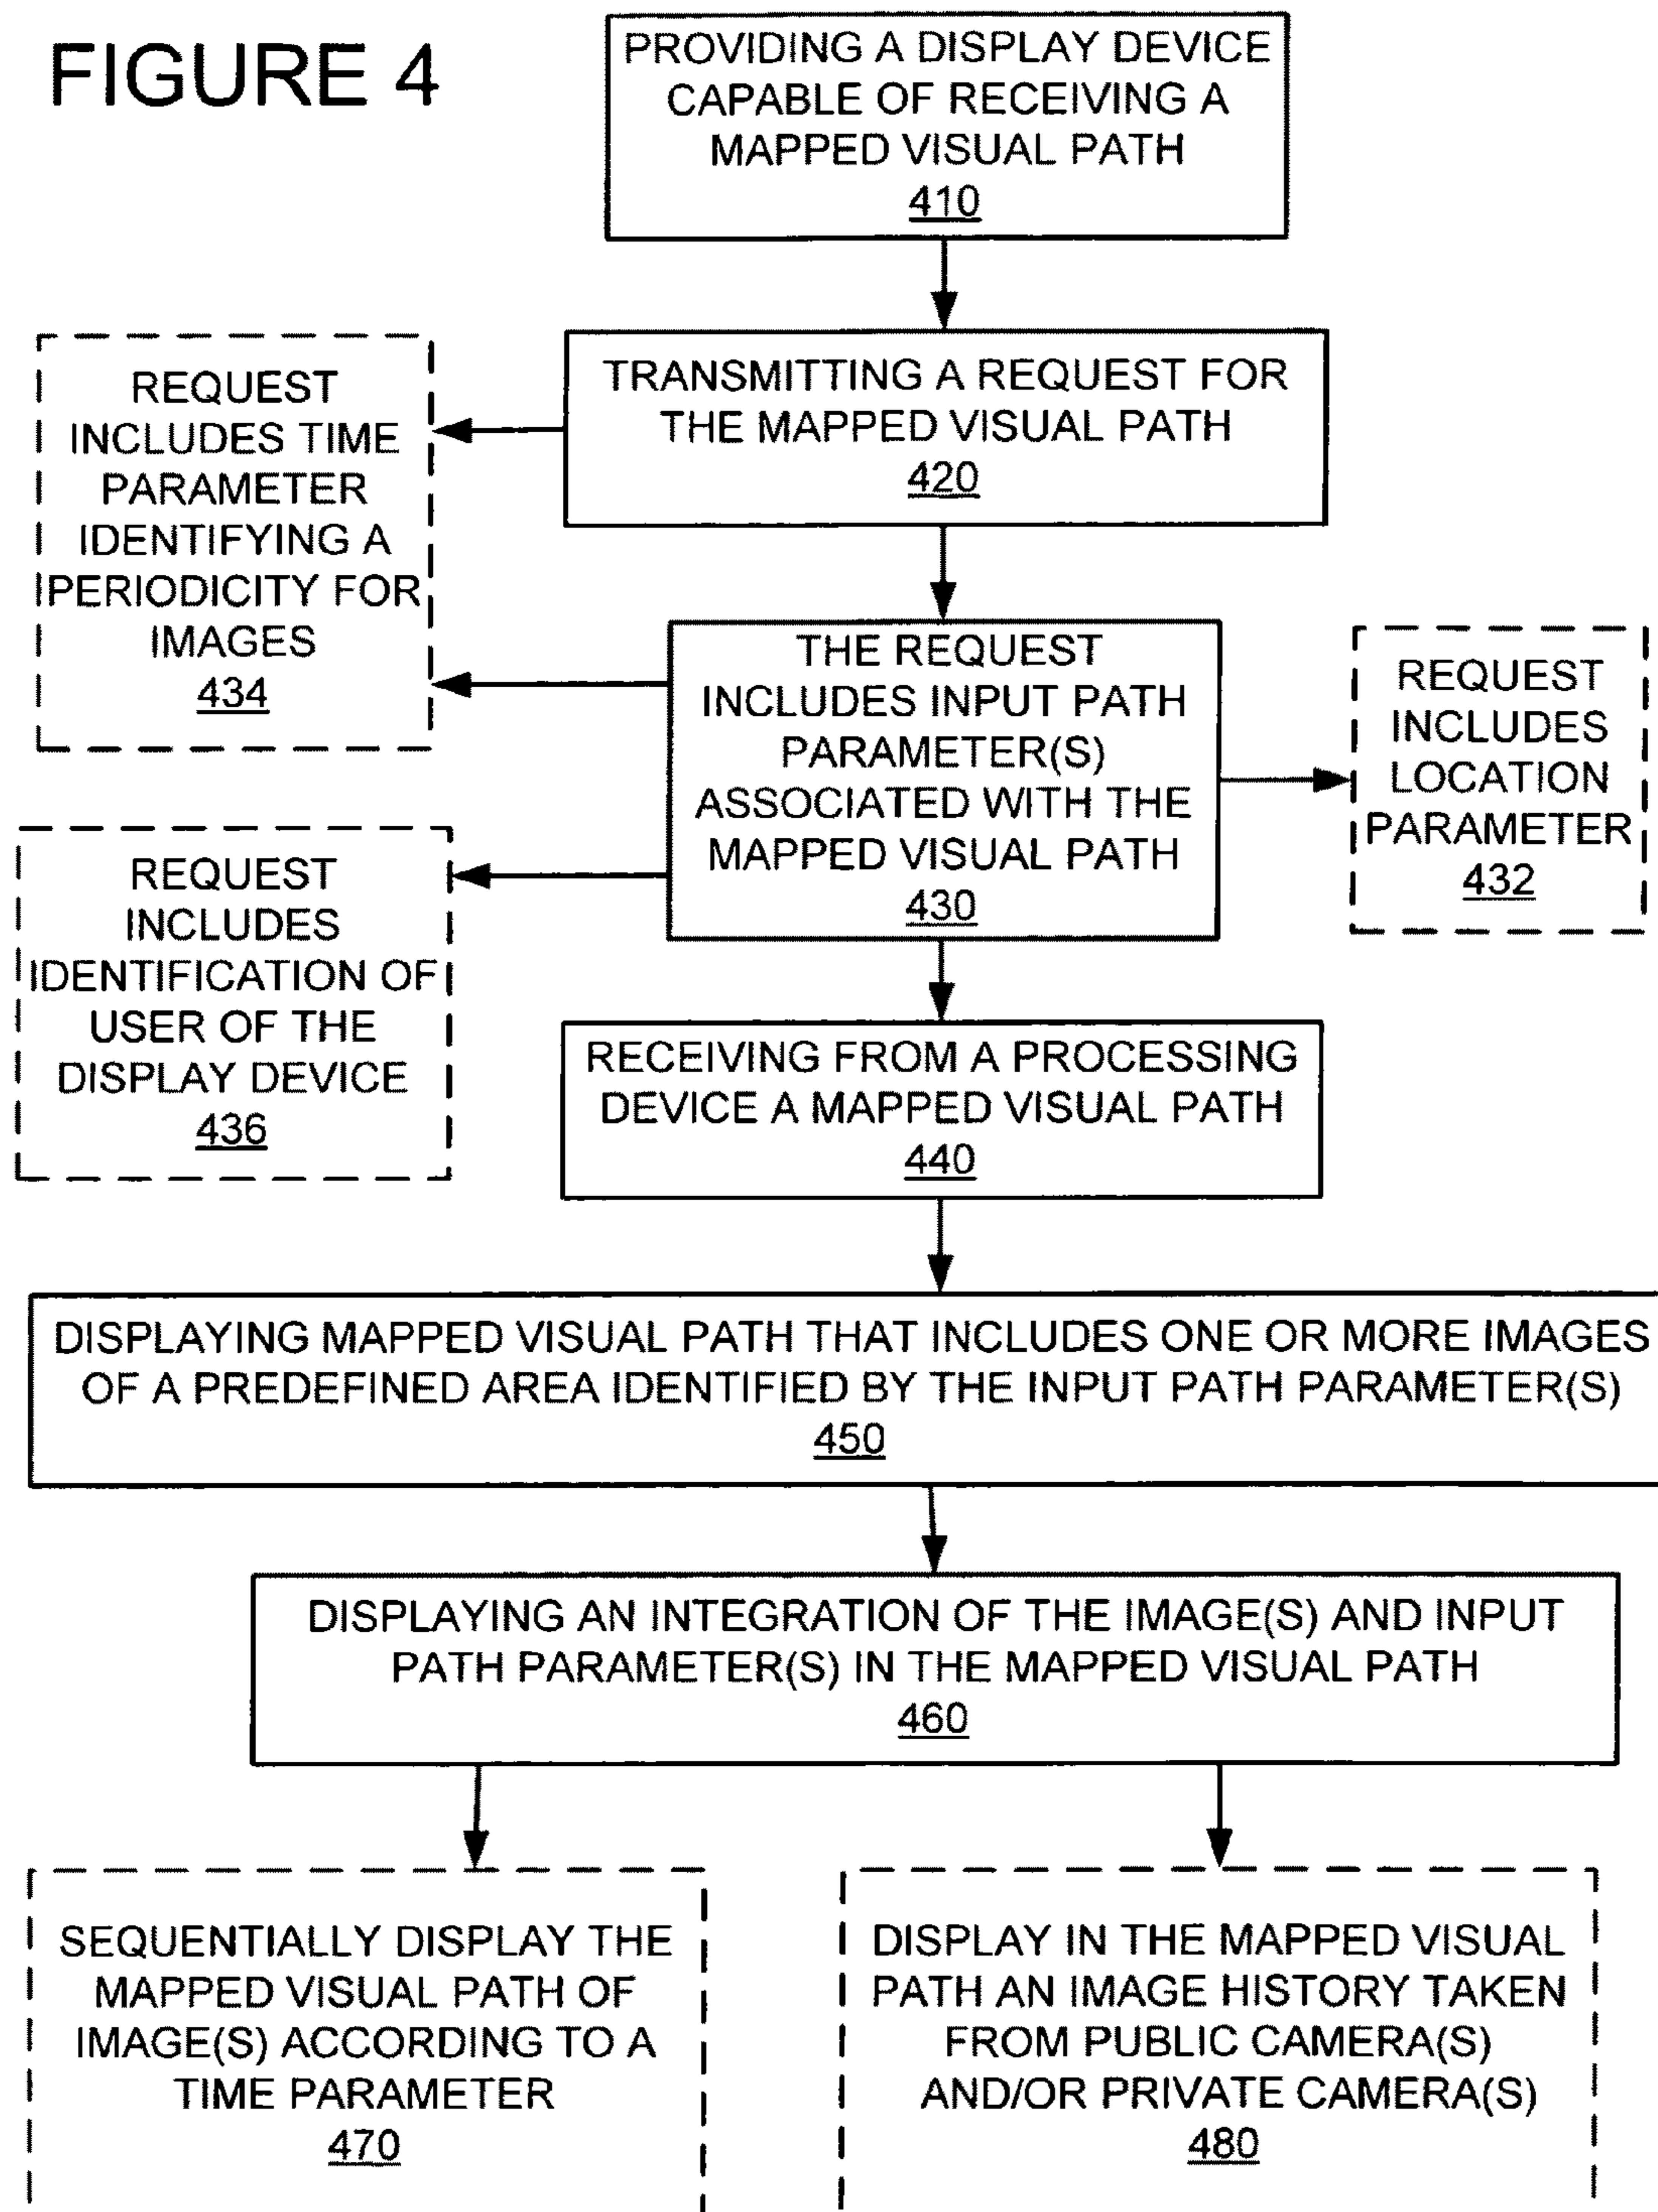 FIGURE 4
PROVIDING A DISPLAY DEVICE
CAPABLE OF RECEIVING A
MAPPED VISUAL PATH
410
TRANSMITTING A REQUEST FOR
THE MAPPED VISUAL PATH
420
REQUEST
INCLUDES TIME
PARAMETER
IDENTIFYING A
PERIODICITY FOR
IMAGES
434
THE REQUEST
INCLUDES INPUT PATH
PARAMETER(S)
ASSOCIATED WITH THE
MAPPED VISUAL PATH
430
REQUEST
INCLUDES
LOCATION
PARAMETER
432
REQUEST
INCLUDES
IDENTIFICATION OF
USER OF THE
DISPLAY DEVICE
436
RECEIVING FROM A PROCESSING
DEVICE A MAPPED VISUAL PATH
440
DISPLAYING MAPPED VISUAL PATH THAT INCLUDES ONE OR MORE IMAGES
OF A PREDEFINED AREA IDENTIFIED BY THE INPUT PATH PARAMETER(S)
450
DISPLAYING AN INTEGRATION OF THE IMAGE(S) AND INPUT
PATH PARAMETER(S) IN THE MAPPED VISUAL PATH
460
SEQUENTIALLY DISPLAY THE
MAPPED VISUAL PATH OF
IMAGE(S) ACCORDING TO A
TIME PARAMETER
470
DISPLAY IN THE MAPPED VISUAL
PATH AN IMAGE HISTORY TAKEN
FROM PUBLIC CAMERA(S)
AND/OR PRIVATE CAMERA(S)
480